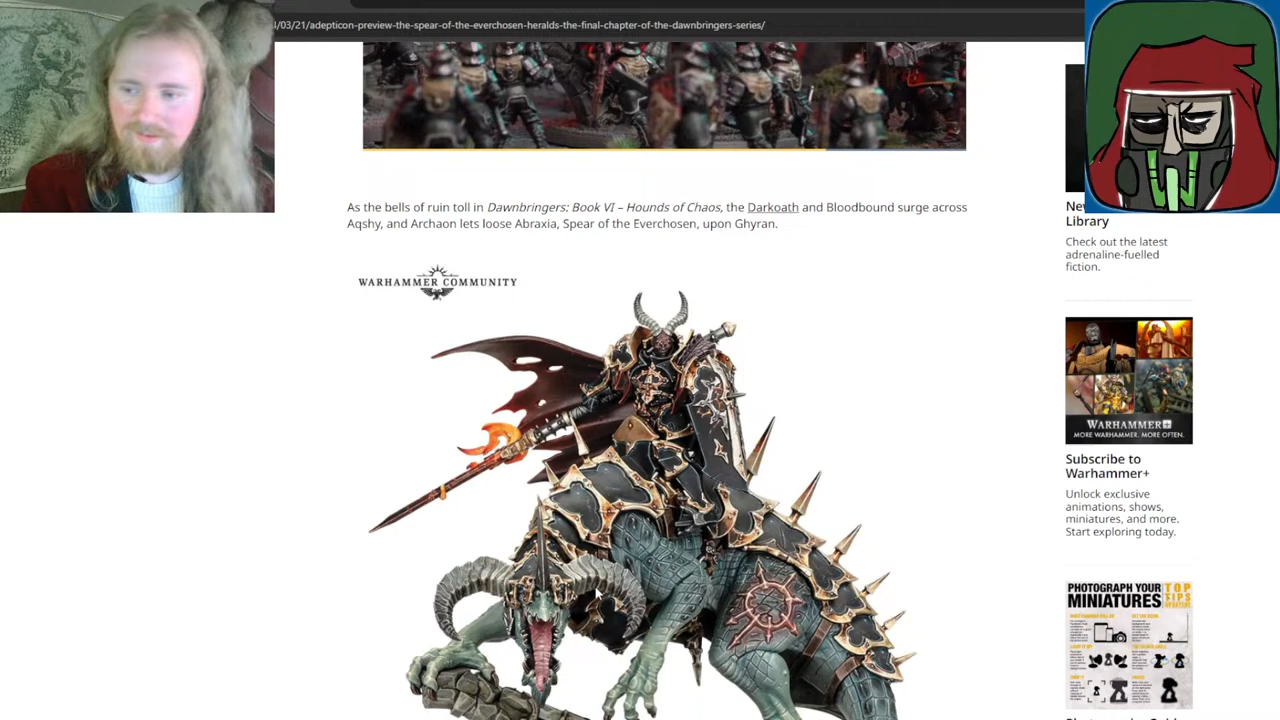 /03/21/adepticon-preview-the-spear-of-the-everchosen-heralds-the-final-chapter-of-the-dawnbringers-series/
As the bells of ruin toll in Dawnbringers: Book VI – Hounds of Chaos, the Darkoath and Bloodbound surge across
Aqshy, and Archaon lets loose Abraxia, Spear of the Everchosen, upon Ghyran.
WARHAMMER COMMUNITY
Library
Check out the latest
adrenaline-fuelled
fiction.
WARHAMMER+
MORE WARHAMMER. MORE OFTEN.
Subscribe to
Warhammer+
Unlock exclusive
animations, shows,
miniatures, and more.
Start exploring today.
PHOTOGRAPH YOUR
MINIATURES
TOP
TIPS